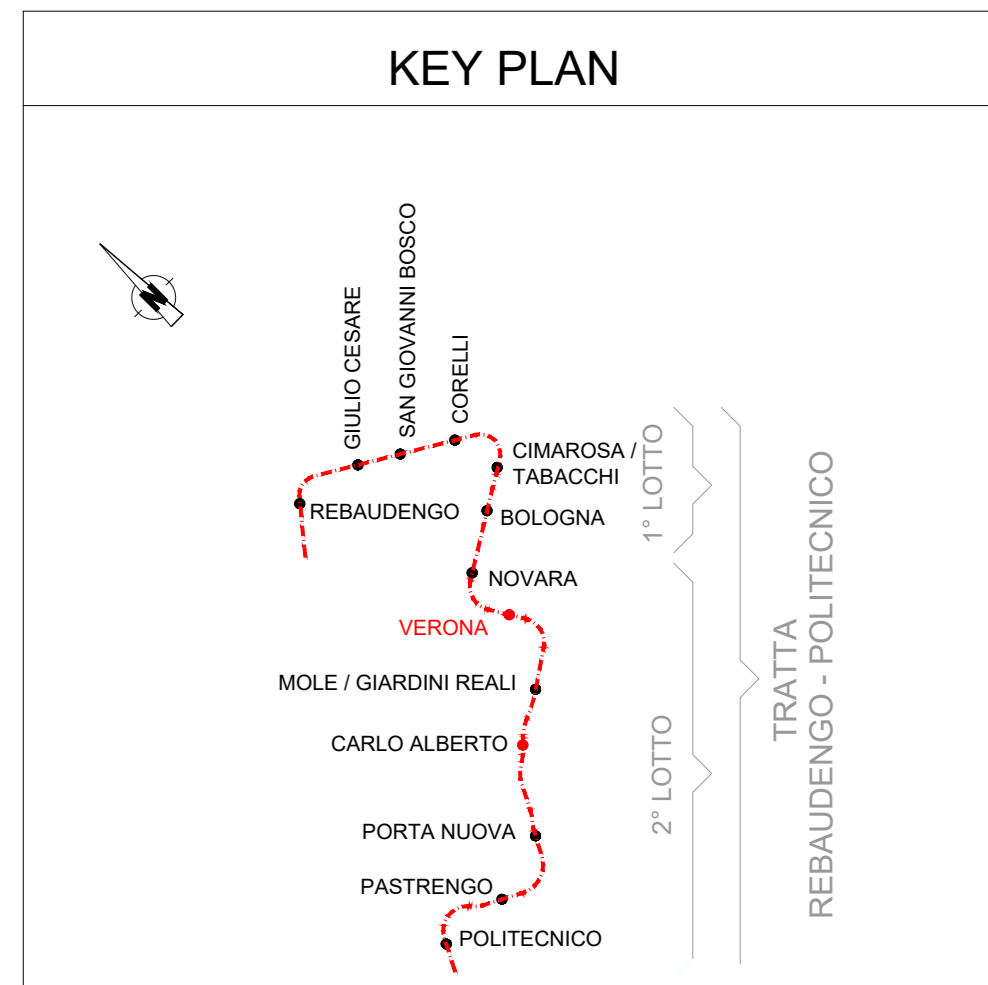 KEY PLAN
N
GIULIO CESARE
SAN GIOVANNI BOSCO
CORELLI
CIMAROSA /
TABACCHI
REBAUDENGO
BOLOGNA
NOVARA
VERONA
MOLE / GIARDINI REALI
CARLO ALBERTO
PORTA NUOVA
PASTRENGO
POLITECNICO
1° LOTTO
2° LOTTO
TRATTA
REBAUDENGO - POLITECNICO